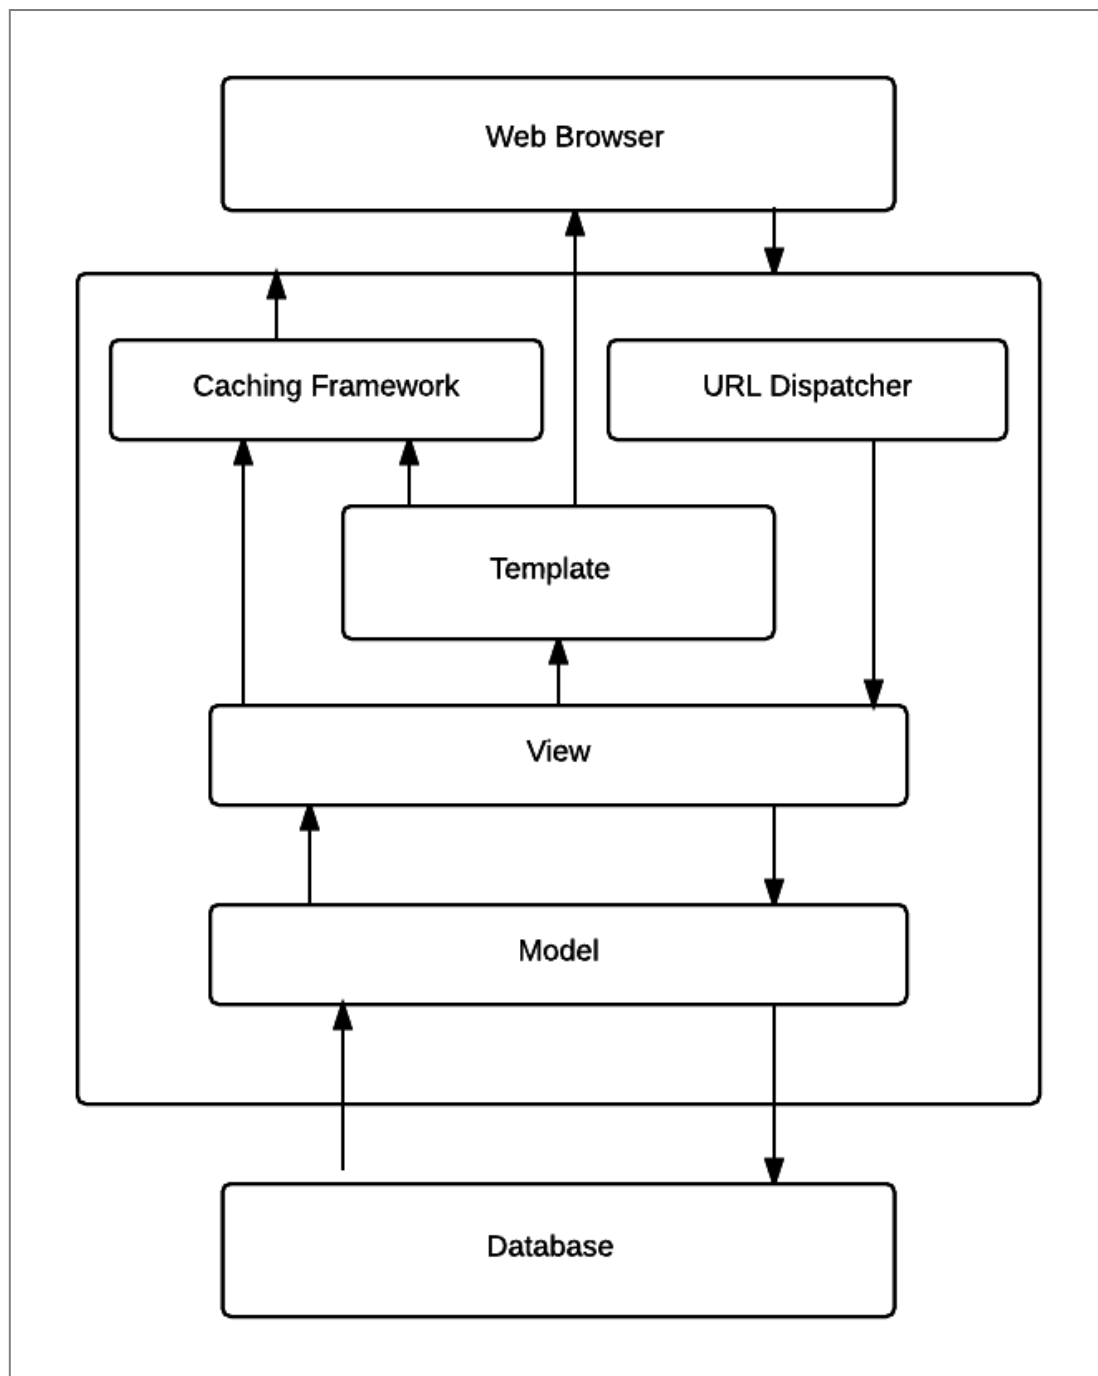 Web Browser
Caching Framework
URL Dispatcher
Template
View
Model
Database